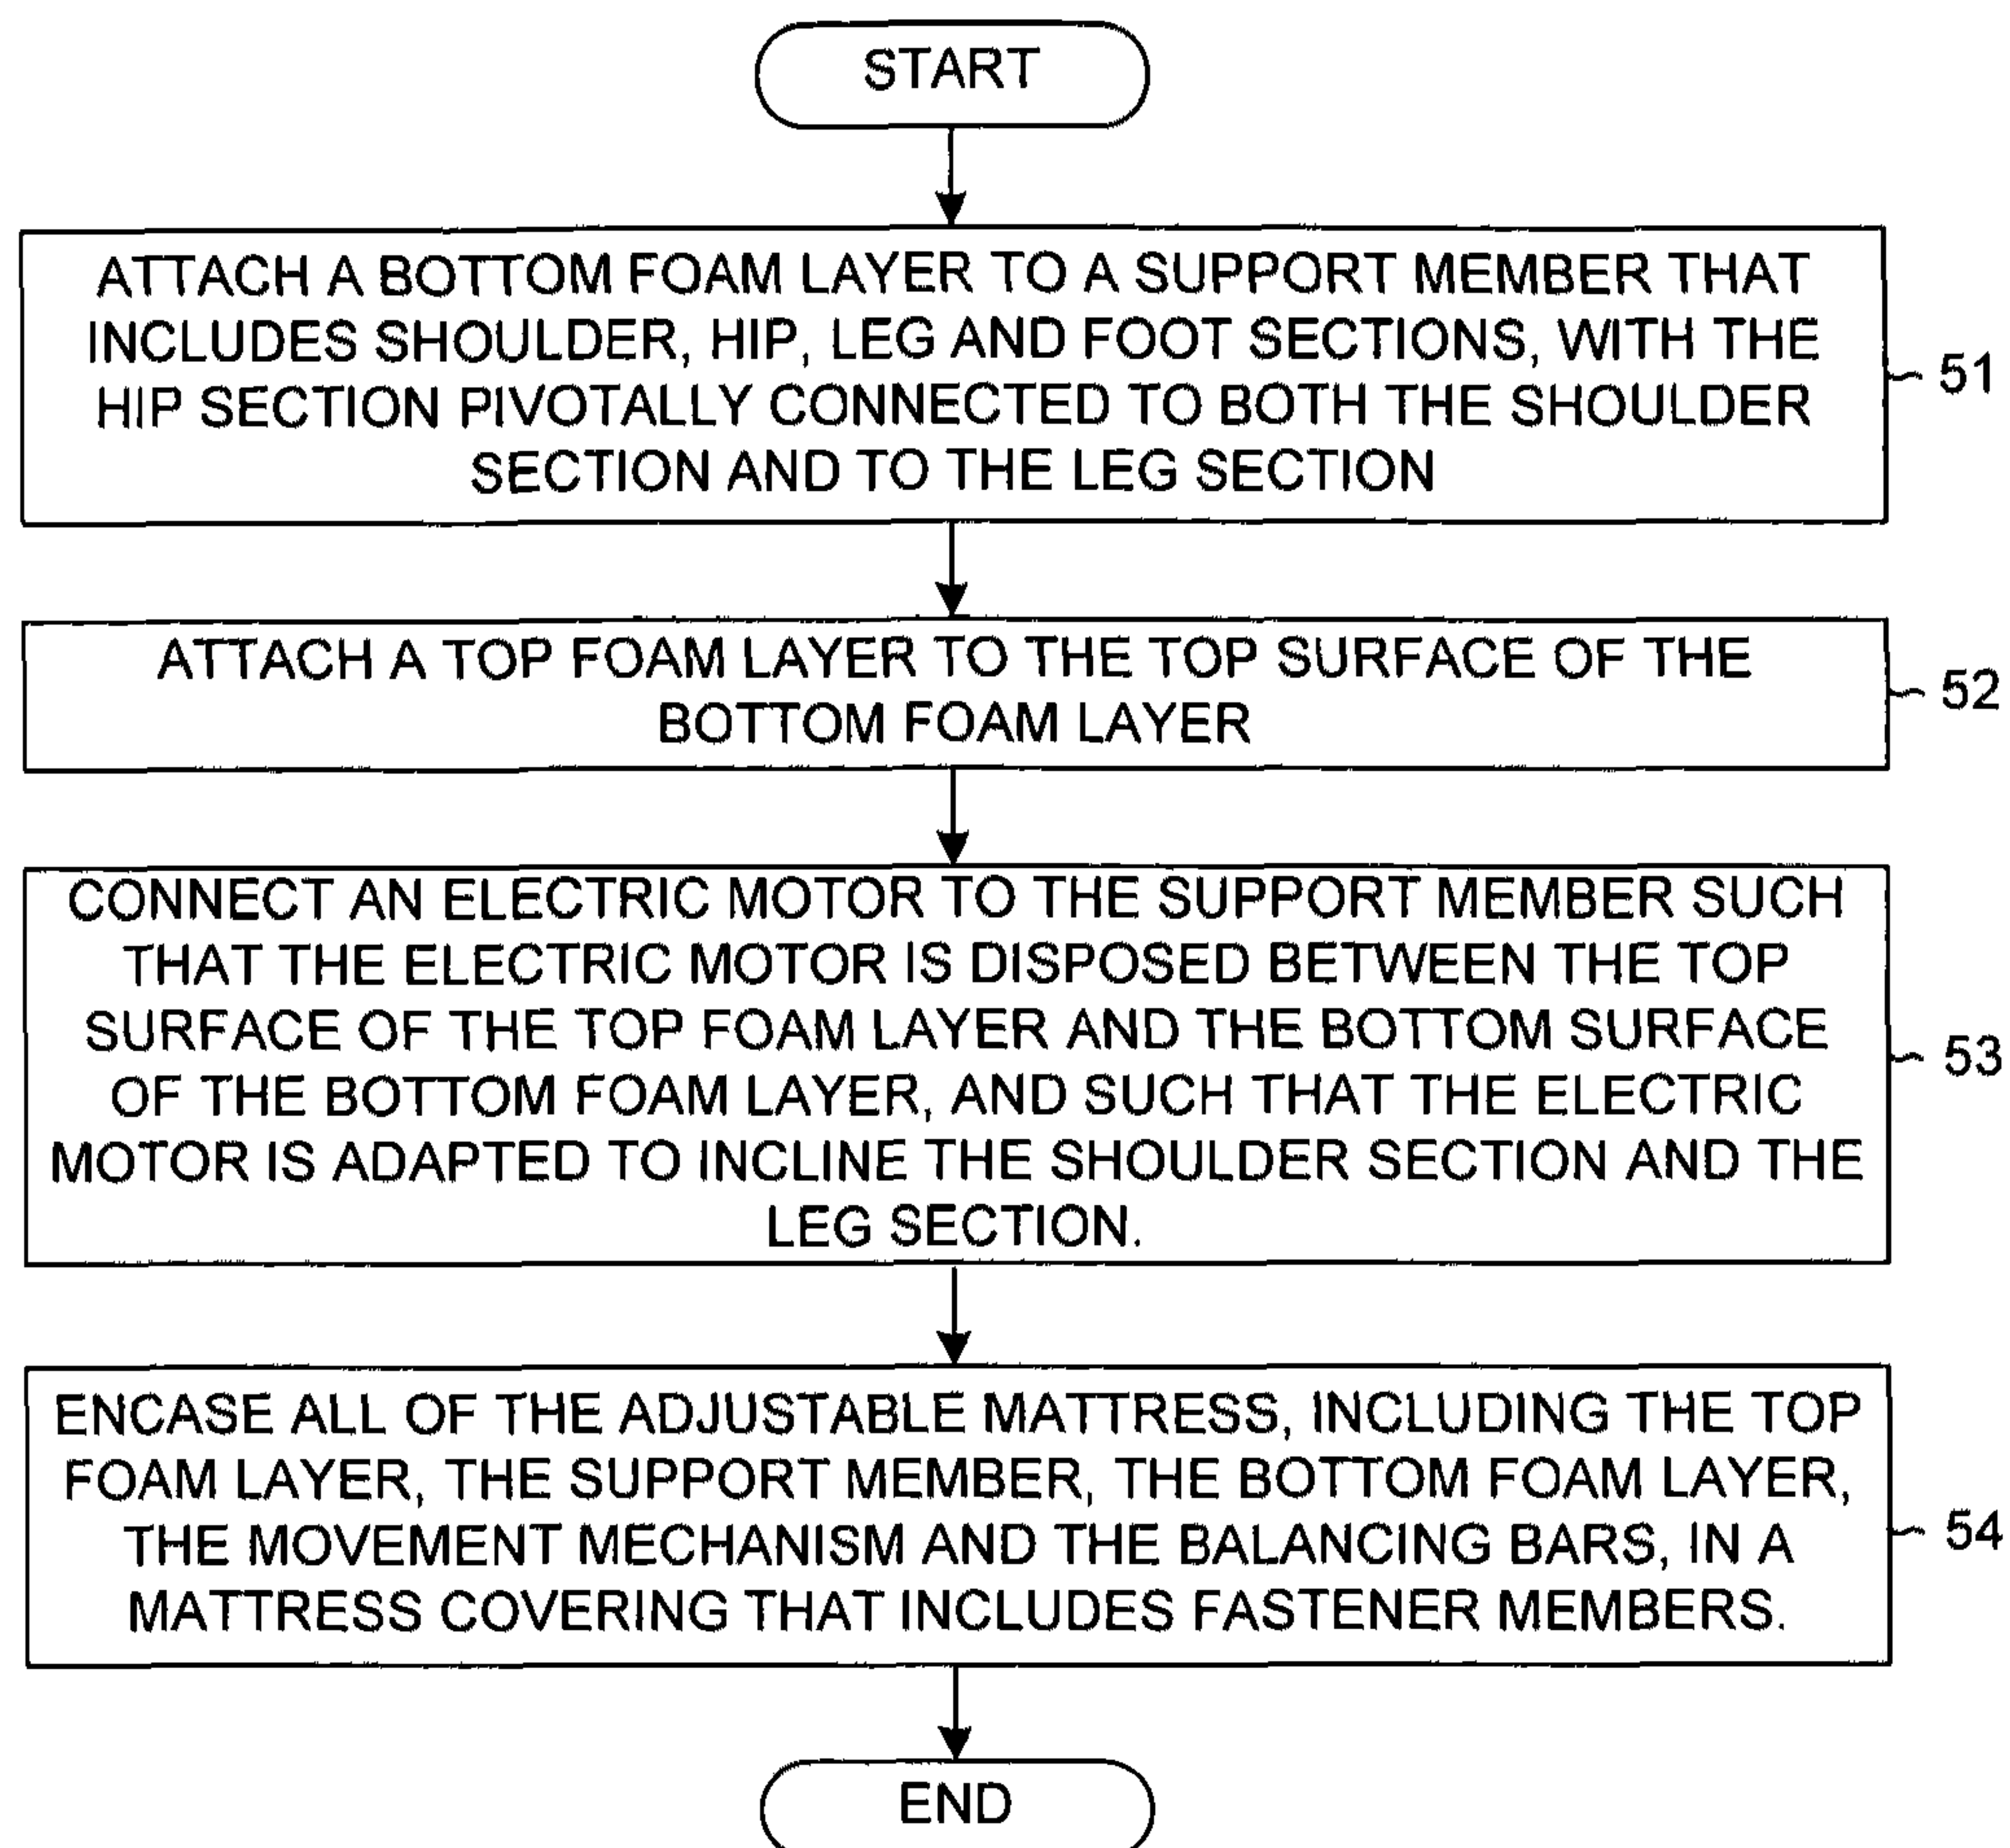 START
ATTACH A BOTTOM FOAM LAYER TO A SUPPORT MEMBER THAT
INCLUDES SHOULDER, HIP, LEG AND FOOT SECTIONS, WITH THE
HIP SECTION PIVOTALLY CONNECTED TO BOTH THE SHOULDER
SECTION AND TO THE LEG SECTION
51
ATTACH A TOP FOAM LAYER TO THE TOP SURFACE OF THE
BOTTOM FOAM LAYER
52
CONNECT AN ELECTRIC MOTOR TO THE SUPPORT MEMBER SUCH
THAT THE ELECTRIC MOTOR IS DISPOSED BETWEEN THE TOP
SURFACE OF THE TOP FOAM LAYER AND THE BOTTOM SURFACE
OF THE BOTTOM FOAM LAYER, AND SUCH THAT THE ELECTRIC
MOTOR IS ADAPTED TO INCLINE THE SHOULDER SECTION AND THE
LEG SECTION.
53
ENCASE ALL OF THE ADJUSTABLE MATTRESS, INCLUDING THE TOP
FOAM LAYER, THE SUPPORT MEMBER, THE BOTTOM FOAM LAYER,
THE MOVEMENT MECHANISM AND THE BALANCING BARS, IN A
MATTRESS COVERING THAT INCLUDES FASTENER MEMBERS.
54
END